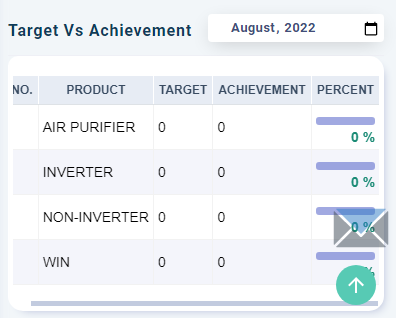 Target Vs Achievement
August, 2022
NO. PRODUCT TARGET ACHIEVEMENT PERCENT
AIR PURIFIER 0 0 0 %
INVERTER 0 0 0 %
NON-INVERTER 0 0 0 %
WIN 0 0 %